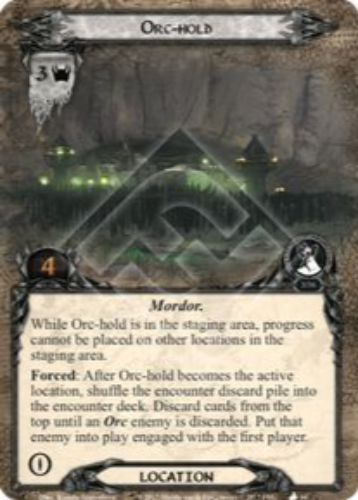 Orc-hold
3
4
Mordor.
While Orc-hold is in the staging area, progress
cannot be placed on other locations in the
staging area.
Forced: After Orc-hold becomes the active
location, shuffle the encounter discard pile into
the encounter deck. Discard cards from the
top until an Orc enemy is discarded. Put that
enemy into play engaged with the first player.
1
LOCATION